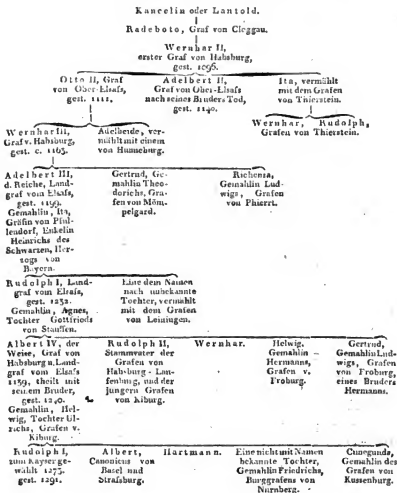 Kancelin oder Lantold.
Radeboto, Graf von Cleggau.
Wernhar II,
erster Graf von Habsburg,
gest. 1096.
Otto II, Graf
von Ober-Elsaſs,
gest. 1111.
Adelbert II,
Graf von Ober-Elsaſs
nach seines Bruders Tod,
gest. 1140.
Ita, vermählt
mit dem Grafen
von Thierstein.
Wernhar III,
Graf v. Habsburg,
gest. c. 1163.
Adelheide, ver-
mählt mit einem
von Hunneburg.
Wernhar, Rudolph,
Grafen von Thierstein.
Adelbert III,
d. Reiche, Land-
graf vom Elsaſs,
gest. 1199.
Gemahlin, Ita,
Gräfin von Pful-
lendorf, Enkelin
Heinrichs des
Schwarzen, Her-
zogs von
Bayern.
Gertrud, Ge-
mahlin Theo-
dorichs, Gra-
fen von Möm-
pelgard.
Richensa,
Gemahlin Lud-
wigs, Grafen
von Phierrt.
Rudolph I, Land-
graf vom Elsaſs,
gest. 1232.
Gemahlin, Agnes,
Tochter Gottfrieds
von Stauffen.
Eine dem Namen
nach unbekannte
Tochter, vermählt
mit dem Grafen
von Leiningen.
Albert IV, der
Weise, Graf von
Habsburg u. Land-
graf vom Elsaſs
1239, theilt mit
seinem Bruder,
gest. 1240.
Gemahlin, Hel-
wig, Tochter Ul-
richs, Grafen v.
Kiburg.
Rudolph II,
Stammvater der
Grafen von
Habsburg-Lau-
fenburg, und der
jüngern Grafen
von Kiburg.
Wernhar.
Helwig,
Gemahlin
Hermanns,
Grafen v.
Froburg.
Gertrud,
Gemahlin Lud-
wigs, Grafen
von Froburg,
eines Bruders
Hermanns.
Rudolph I,
zum Kayser ge-
wählt 1273,
gest. 1291.
Albert,
Canonicus von
Basel und
Straſsburg.
Hartmann.
Eine nicht mit Namen
bekannte Tochter,
Gemahlin Friedrichs,
Burggrafens von
Nürnberg.
Cunegunda,
Gemahlin des
Grafen von
Kussenburg.